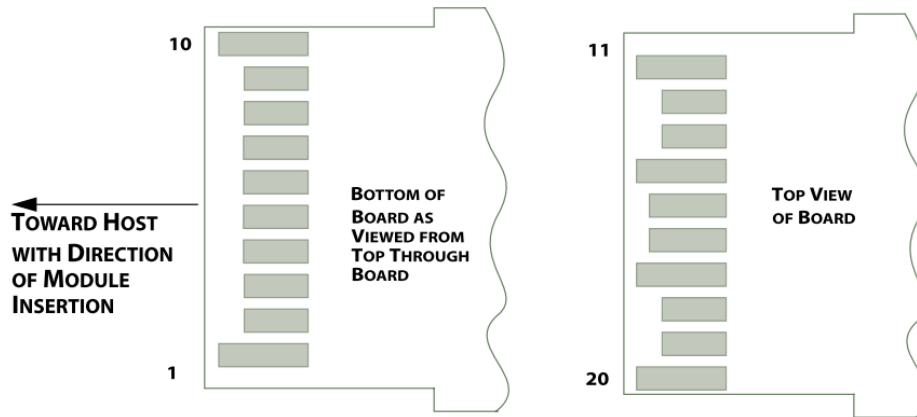 10
1
TOWARD HOST
WITH DIRECTION
OF MODULE
INSERTION
BOTTOM OF
BOARD AS
VIEWED FROM
TOP THROUGH
BOARD
11
20
TOP VIEW
OF BOARD